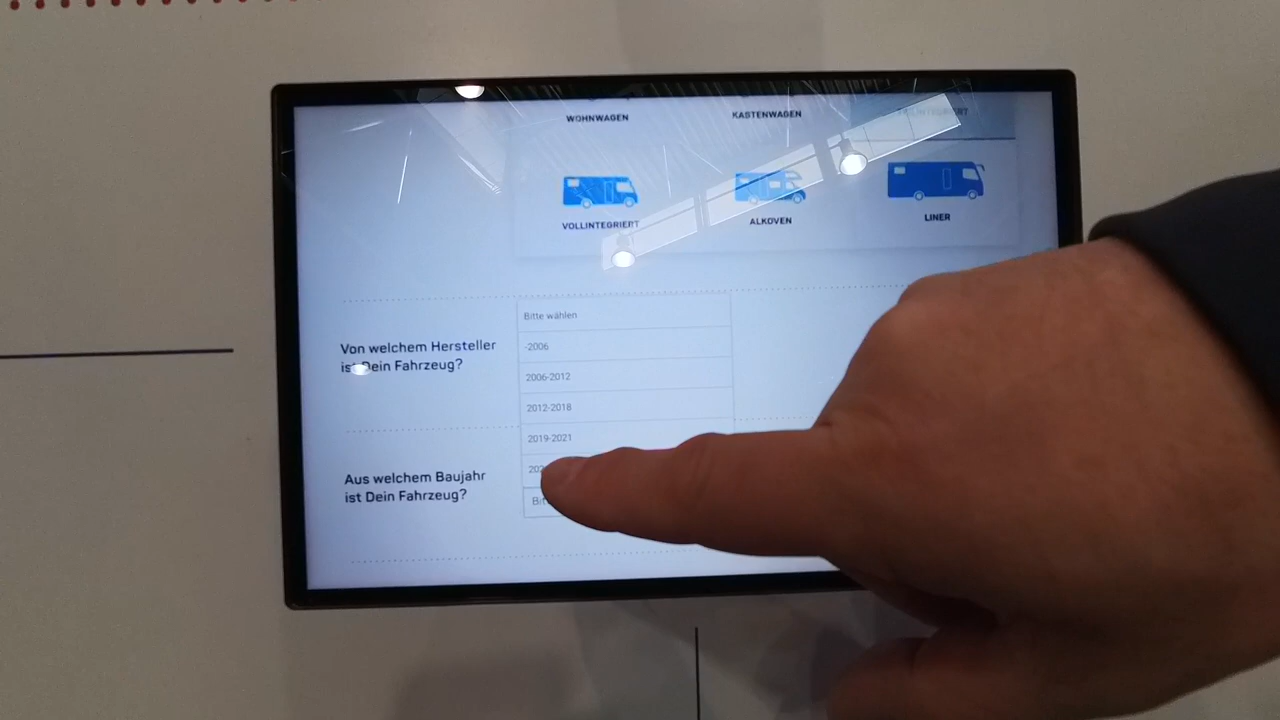 WOHNWAGEN
KASTENWAGEN
VOLLINTEGRIERT
ALKOVEN
LINER
Von welchem Hersteller
ist Dein Fahrzeug?
Bitte wählen
-2006
2006-2012
2012-2018
2019-2021
Aus welchem Baujahr
ist Dein Fahrzeug?